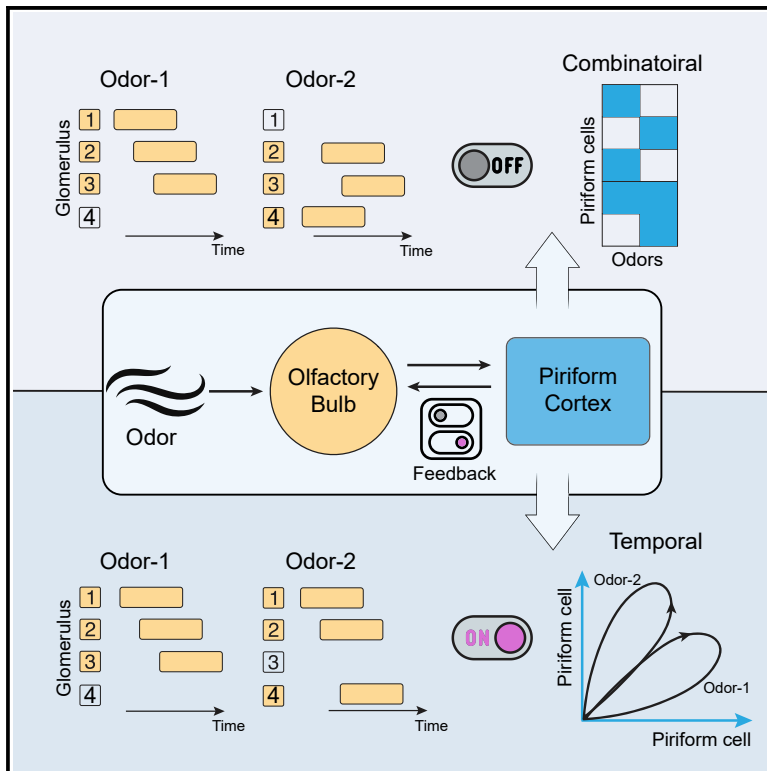 Odor-1
Odor-2
Combinatoiral
Glomerulus
1
2
3
4
Time
1
2
3
4
Time
OFF
Piriform cells
Odors
Odor
Olfactory
Bulb
Feedback
Piriform
Cortex
Odor-1
Odor-2
Temporal
Glomerulus
1
2
3
4
Time
1
2
3
4
Time
ON
Piriform cell
Odor-2
Odor-1
Piriform cell